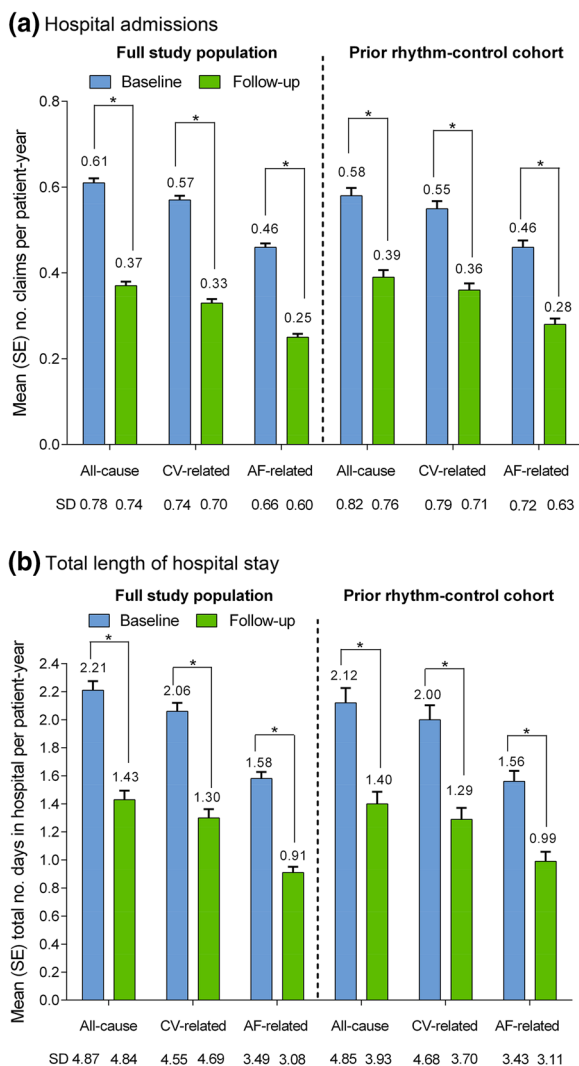 (a) Hospital admissions
Full study population Prior rhythm-control cohort
Baseline Follow-up
Mean (SE) no. claims per patient-year
0.8
0.6
0.4
0.2
0.0
* * * * * *
0.61 0.37 0.57 0.33 0.46 0.25 0.58 0.39 0.55 0.36 0.46 0.28
All-cause CV-related AF-related All-cause CV-related AF-related
SD 0.78 0.74 0.74 0.70 0.66 0.60 0.82 0.76 0.79 0.71 0.72 0.63
(b) Total length of hospital stay
Full study population Prior rhythm-control cohort
Baseline Follow-up
Mean (SE) total no. days in hospital per patient-year
2.4
2.2
2.0
1.8
1.6
1.4
1.2
1.0
0.8
0.6
0.4
0.2
0.0
* * * * * *
2.21 1.43 2.06 1.30 1.58 0.91 2.12 1.40 2.00 1.29 1.56 0.99
All-cause CV-related AF-related All-cause CV-related AF-related
SD 4.87 4.84 4.55 4.69 3.49 3.08 4.85 3.93 4.68 3.70 3.43 3.11